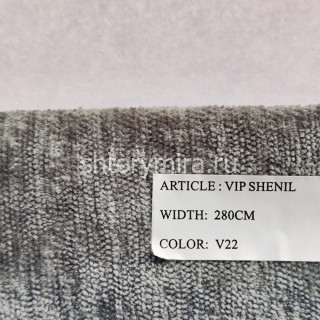 shtorymira.ru
ARTICLE : VIP SHENIL
WIDTH: 280CM
COLOR: V22